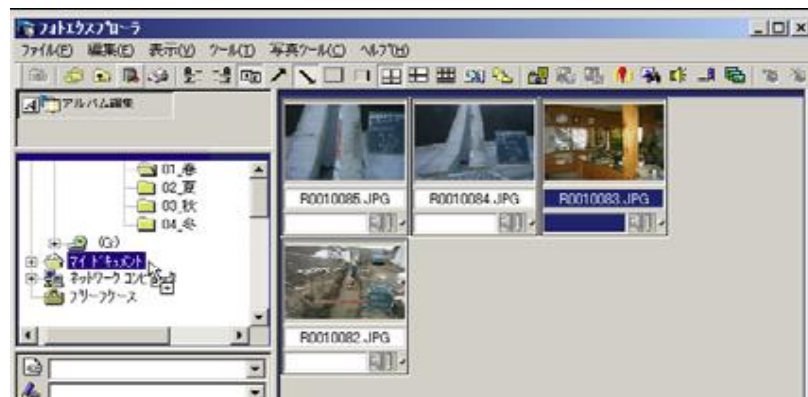 フォトエクスプローラ
ファイル(F) 編集(E) 表示(V) ツール(T) 写真ツール(C) ヘルプ(H)
アルバム編集
01_春
02_夏
03_秋
04_冬
(G:)
マイ ドキュメント
ネットワーク コンピュータ
ブリーフケース
R0010085.JPG
R0010084.JPG
R0010083.JPG
R0010082.JPG